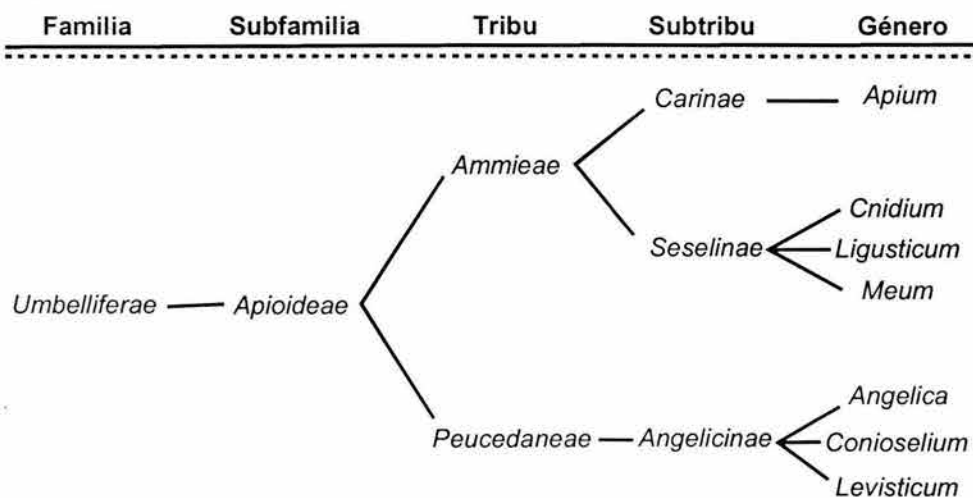 Familia Subfamilia Tribu Subtribu Género
Carinae Apium
Ammieae
Cnidium
Seselinae Ligusticum
Meum
Umbelliferae Apioideae
Angelica
Peucedaneae Angelicinae Conioselium
Levisticum